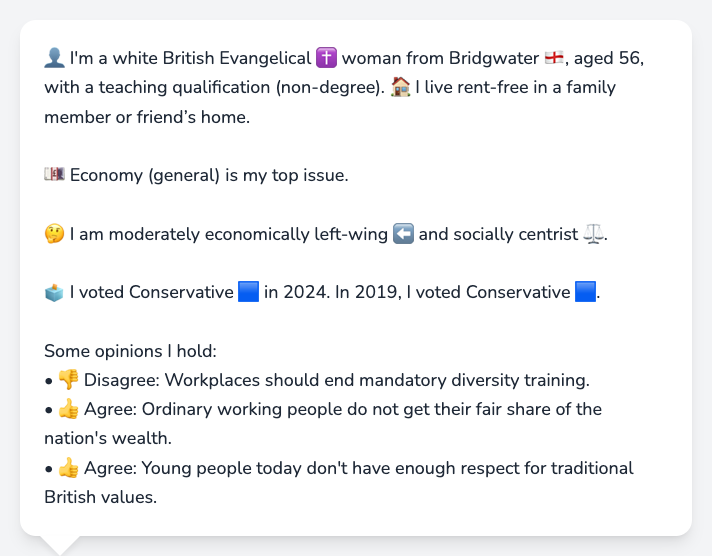 👤 I'm a white British Evangelical ✝️ woman from Bridgwater 🏴󠁧󠁢󠁥󠁮󠁧󠁿, aged 56,
with a teaching qualification (non-degree). 🏠 I live rent-free in a family
member or friend’s home.
💷 Economy (general) is my top issue.
🤔 I am moderately economically left-wing ⬅️ and socially centrist ⚖️.
🗳️ I voted Conservative 🟦 in 2024. In 2019, I voted Conservative 🟦.
Some opinions I hold:
• 👎 Disagree: Workplaces should end mandatory diversity training.
• 👍 Agree: Ordinary working people do not get their fair share of the
nation's wealth.
• 👍 Agree: Young people today don't have enough respect for traditional
British values.